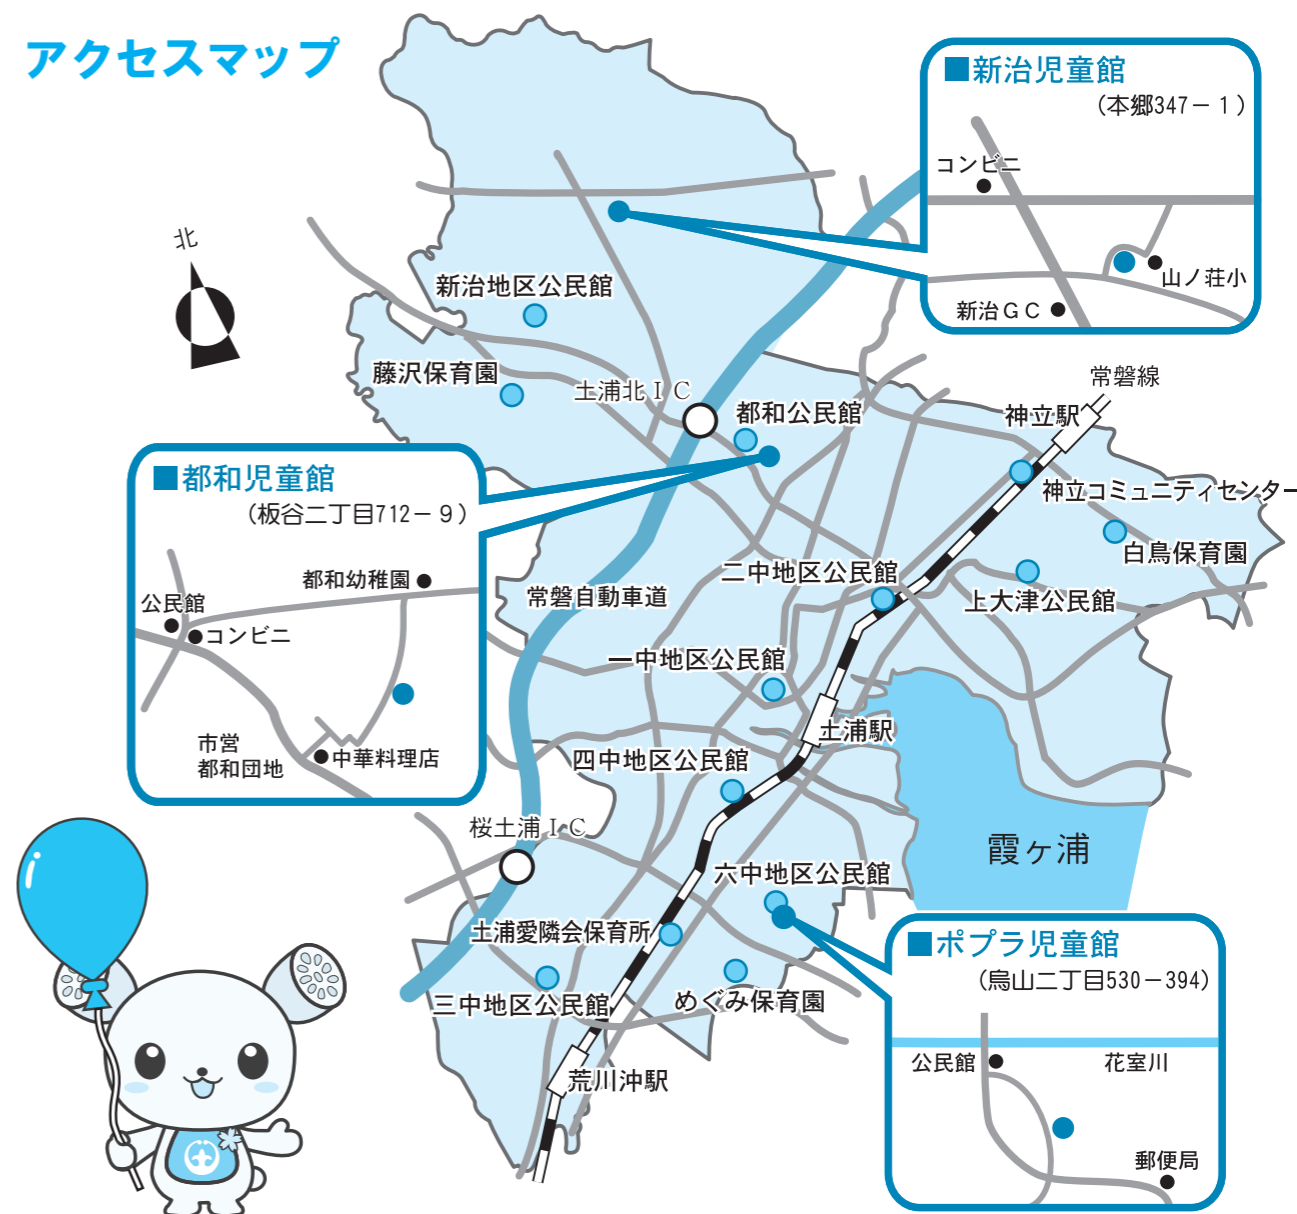 アクセスマップ
■新治児童館
(本郷347－1)
コンビニ
山ノ荘小
新治GC
北
新治地区公民館
藤沢保育園
土浦北IC
都和公民館
常磐線
神立駅
神立コミュニティセンター
白鳥保育園
■都和児童館
(板谷二丁目712－9)
都和幼稚園
公民館
コンビニ
市営
都和団地
中華料理店
常磐自動車道
二中地区公民館
上大津公民館
一中地区公民館
土浦駅
四中地区公民館
桜土浦IC
霞ヶ浦
六中地区公民館
土浦愛隣会保育所
三中地区公民館
めぐみ保育園
荒川沖駅
■ポプラ児童館
(烏山二丁目530－394)
公民館
花室川
郵便局